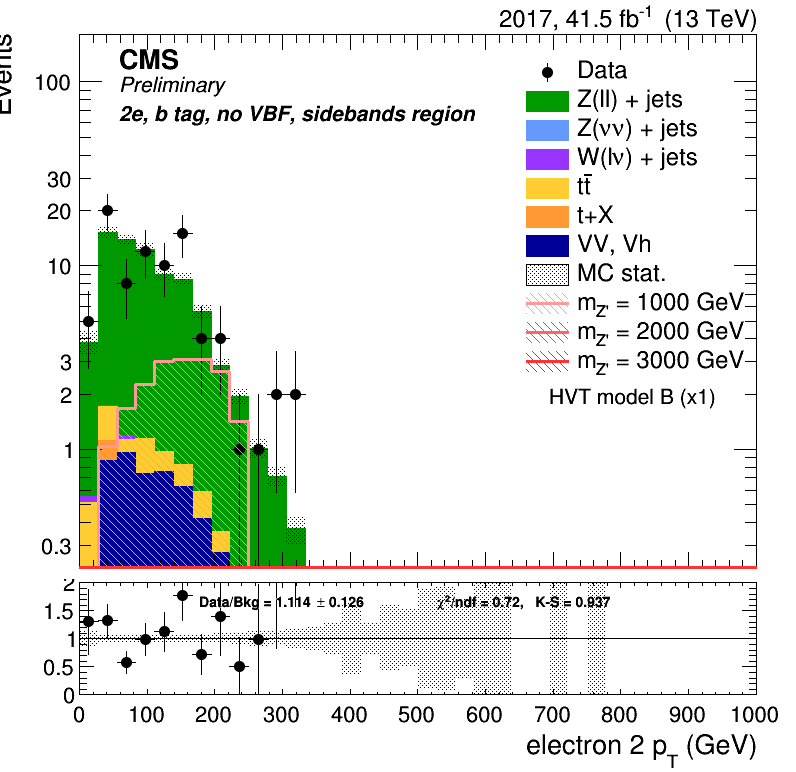 2017, 41.5 fb⁻¹ (13 TeV)
Events
CMS
Preliminary
2e, b tag, no VBF, sidebands region
Data
Z(ll) + jets
Z(νν) + jets
W(lν) + jets
tt̄
t+X
VV, Vh
MC stat.
m_Z' = 1000 GeV
m_Z' = 2000 GeV
m_Z' = 3000 GeV
HVT model B (x1)
100
30
20
10
3
2
1
0.3
Data/Bkg = 1.114 ± 0.126
χ²/ndf = 0.72, K-S = 0.937
2
1.5
1
0.5
0
0 100 200 300 400 500 600 700 800 900 1000
electron 2 p_T (GeV)